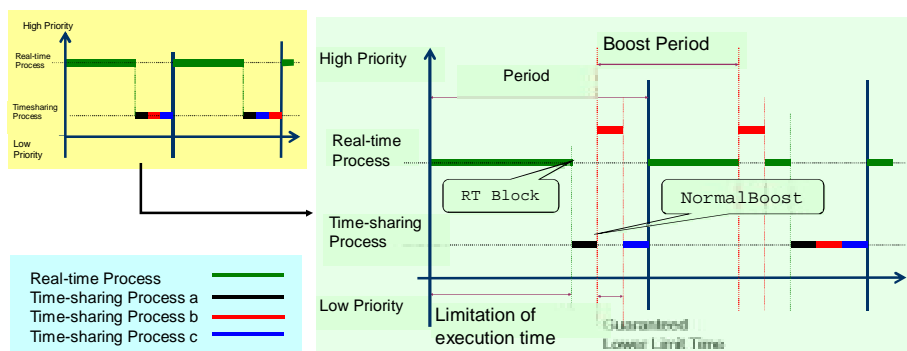 High Priority
Real-time
Process
Timesharing
Process
Low
Priority
Real-time Process
Time-sharing Process a
Time-sharing Process b
Time-sharing Process c
Boost Period
High Priority
Period
Real-time
Process
RT Block
NormalBoost
Time-sharing
Process
Low Priority
Limitation of
execution time
Guaranteed
Lower Limit Time